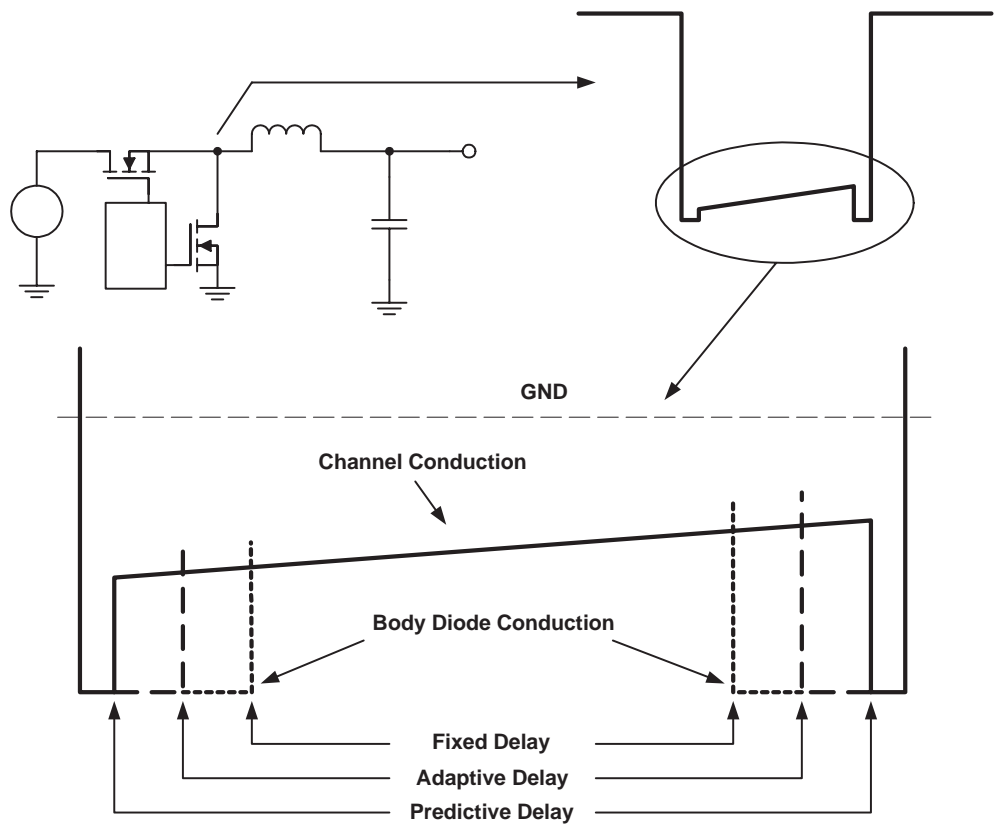 GND
Channel Conduction
Body Diode Conduction
Fixed Delay
Adaptive Delay
Predictive Delay